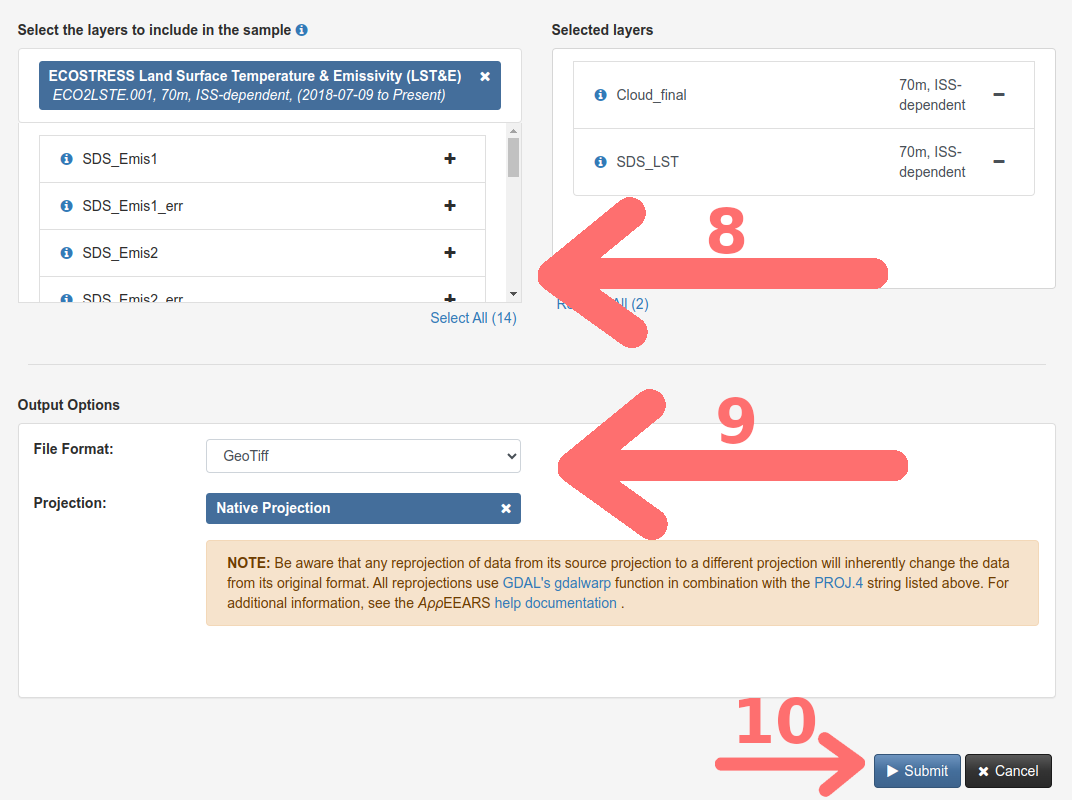 Select the layers to include in the sample
Selected layers
ECOSTRESS Land Surface Temperature & Emissivity (LST&E)
ECO2LSTE.001, 70m, ISS-dependent, (2018-07-09 to Present)
SDS_Emis1
SDS_Emis1_err
SDS_Emis2
SDS_Emis2_err
Select All (14)
Cloud_final
70m, ISS-
dependent
SDS_LST
70m, ISS-
dependent
8
All (2)
Output Options
File Format:
GeoTiff
9
Projection:
Native Projection
NOTE: Be aware that any reprojection of data from its source projection to a different projection will inherently change the data
from its original format. All reprojections use GDAL's gdalwarp function in combination with the PROJ.4 string listed above. For
additional information, see the AppEEARS help documentation .
10
Submit
Cancel